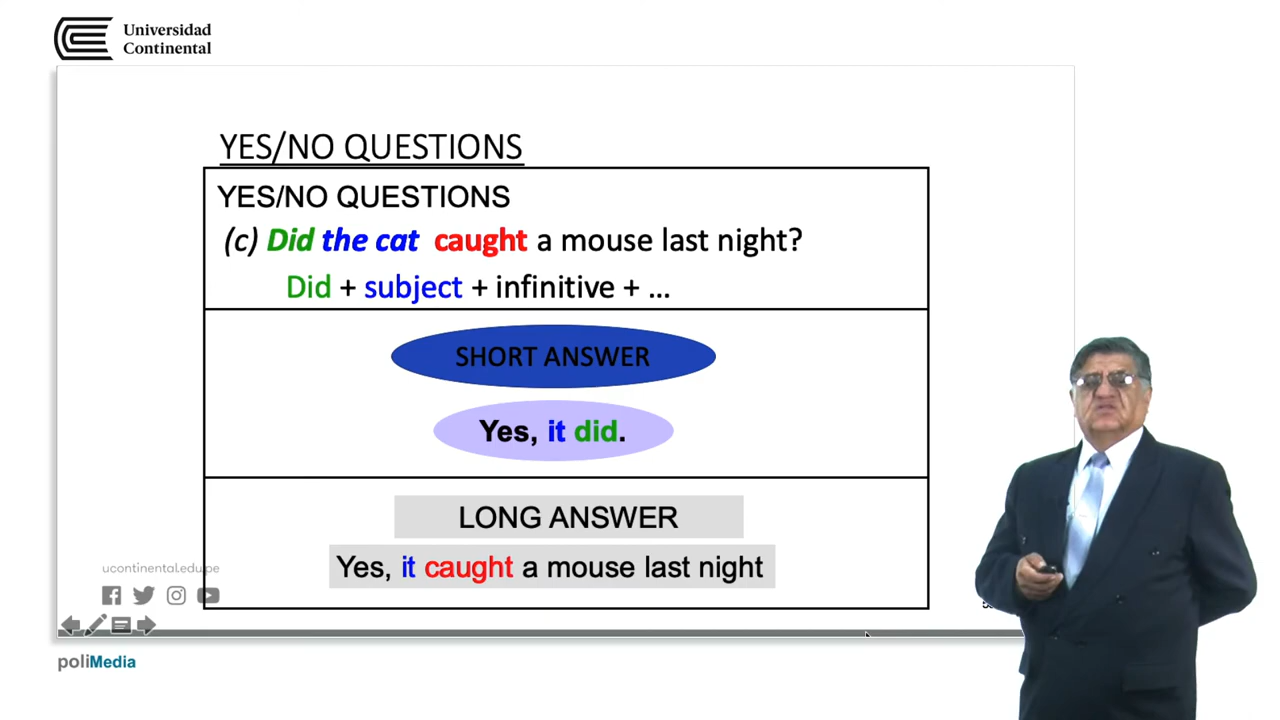 Universidad
Continental
YES/NO QUESTIONS
YES/NO QUESTIONS
(c) Did the cat caught a mouse last night?
Did + subject + infinitive + ...
SHORT ANSWER
Yes, it did.
LONG ANSWER
Yes, it caught a mouse last night
ucontinental.edu.pe
poliMedia